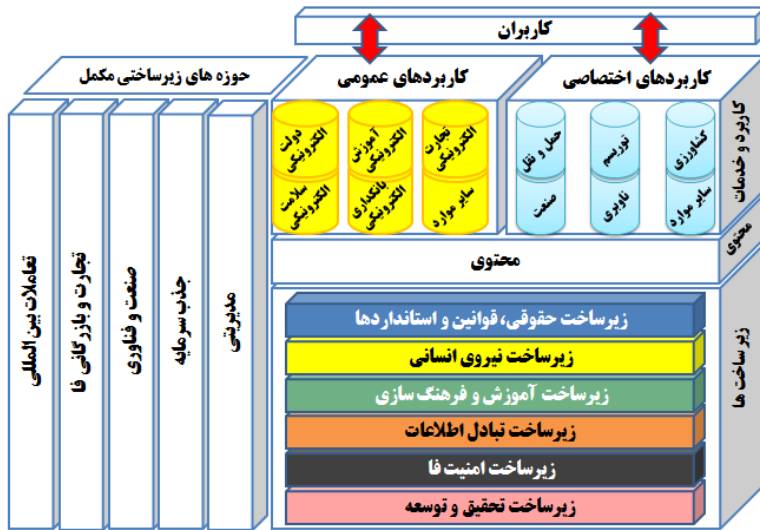 کاربران
کاربردهای اختصاصی
کاربردهای عمومی
حوزه های زیرساختی مکمل
کشاورزی
توریسم
حمل و نقل
سایر موارد
ناوبری
صنعت
تجارت
الکترونیکی
آموزش
الکترونیکی
دولت
الکترونیکی
سایر موارد
بانکداری
الکترونیکی
سلامت
الکترونیکی
کاربرد و خدمات
محتوی
محتوی
زیرساخت ها
زیرساخت حقوقی، قوانین و استانداردها
زیرساخت نیروی انسانی
زیرساخت آموزش و فرهنگ سازی
زیرساخت تبادل اطلاعات
زیرساخت امنیت فا
زیرساخت تحقیق و توسعه
مدیریتی
جذب سرمایه
صنعت و فناوری
تجارت و بازرگانی فا
تعاملات بین المللی